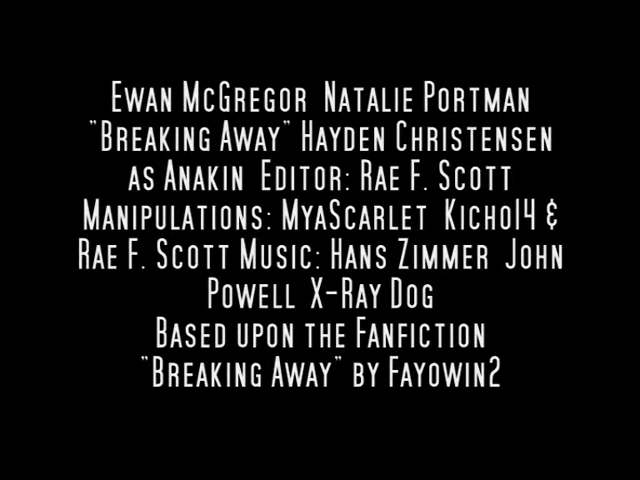 Ewan McGregor Natalie Portman
"Breaking Away" Hayden Christensen
as Anakin Editor: Rae F. Scott
Manipulations: MyaScarlet Kicho14 &
Rae F. Scott Music: Hans Zimmer John
Powell X-Ray Dog
Based upon the Fanfiction
"Breaking Away" by Fayowin2